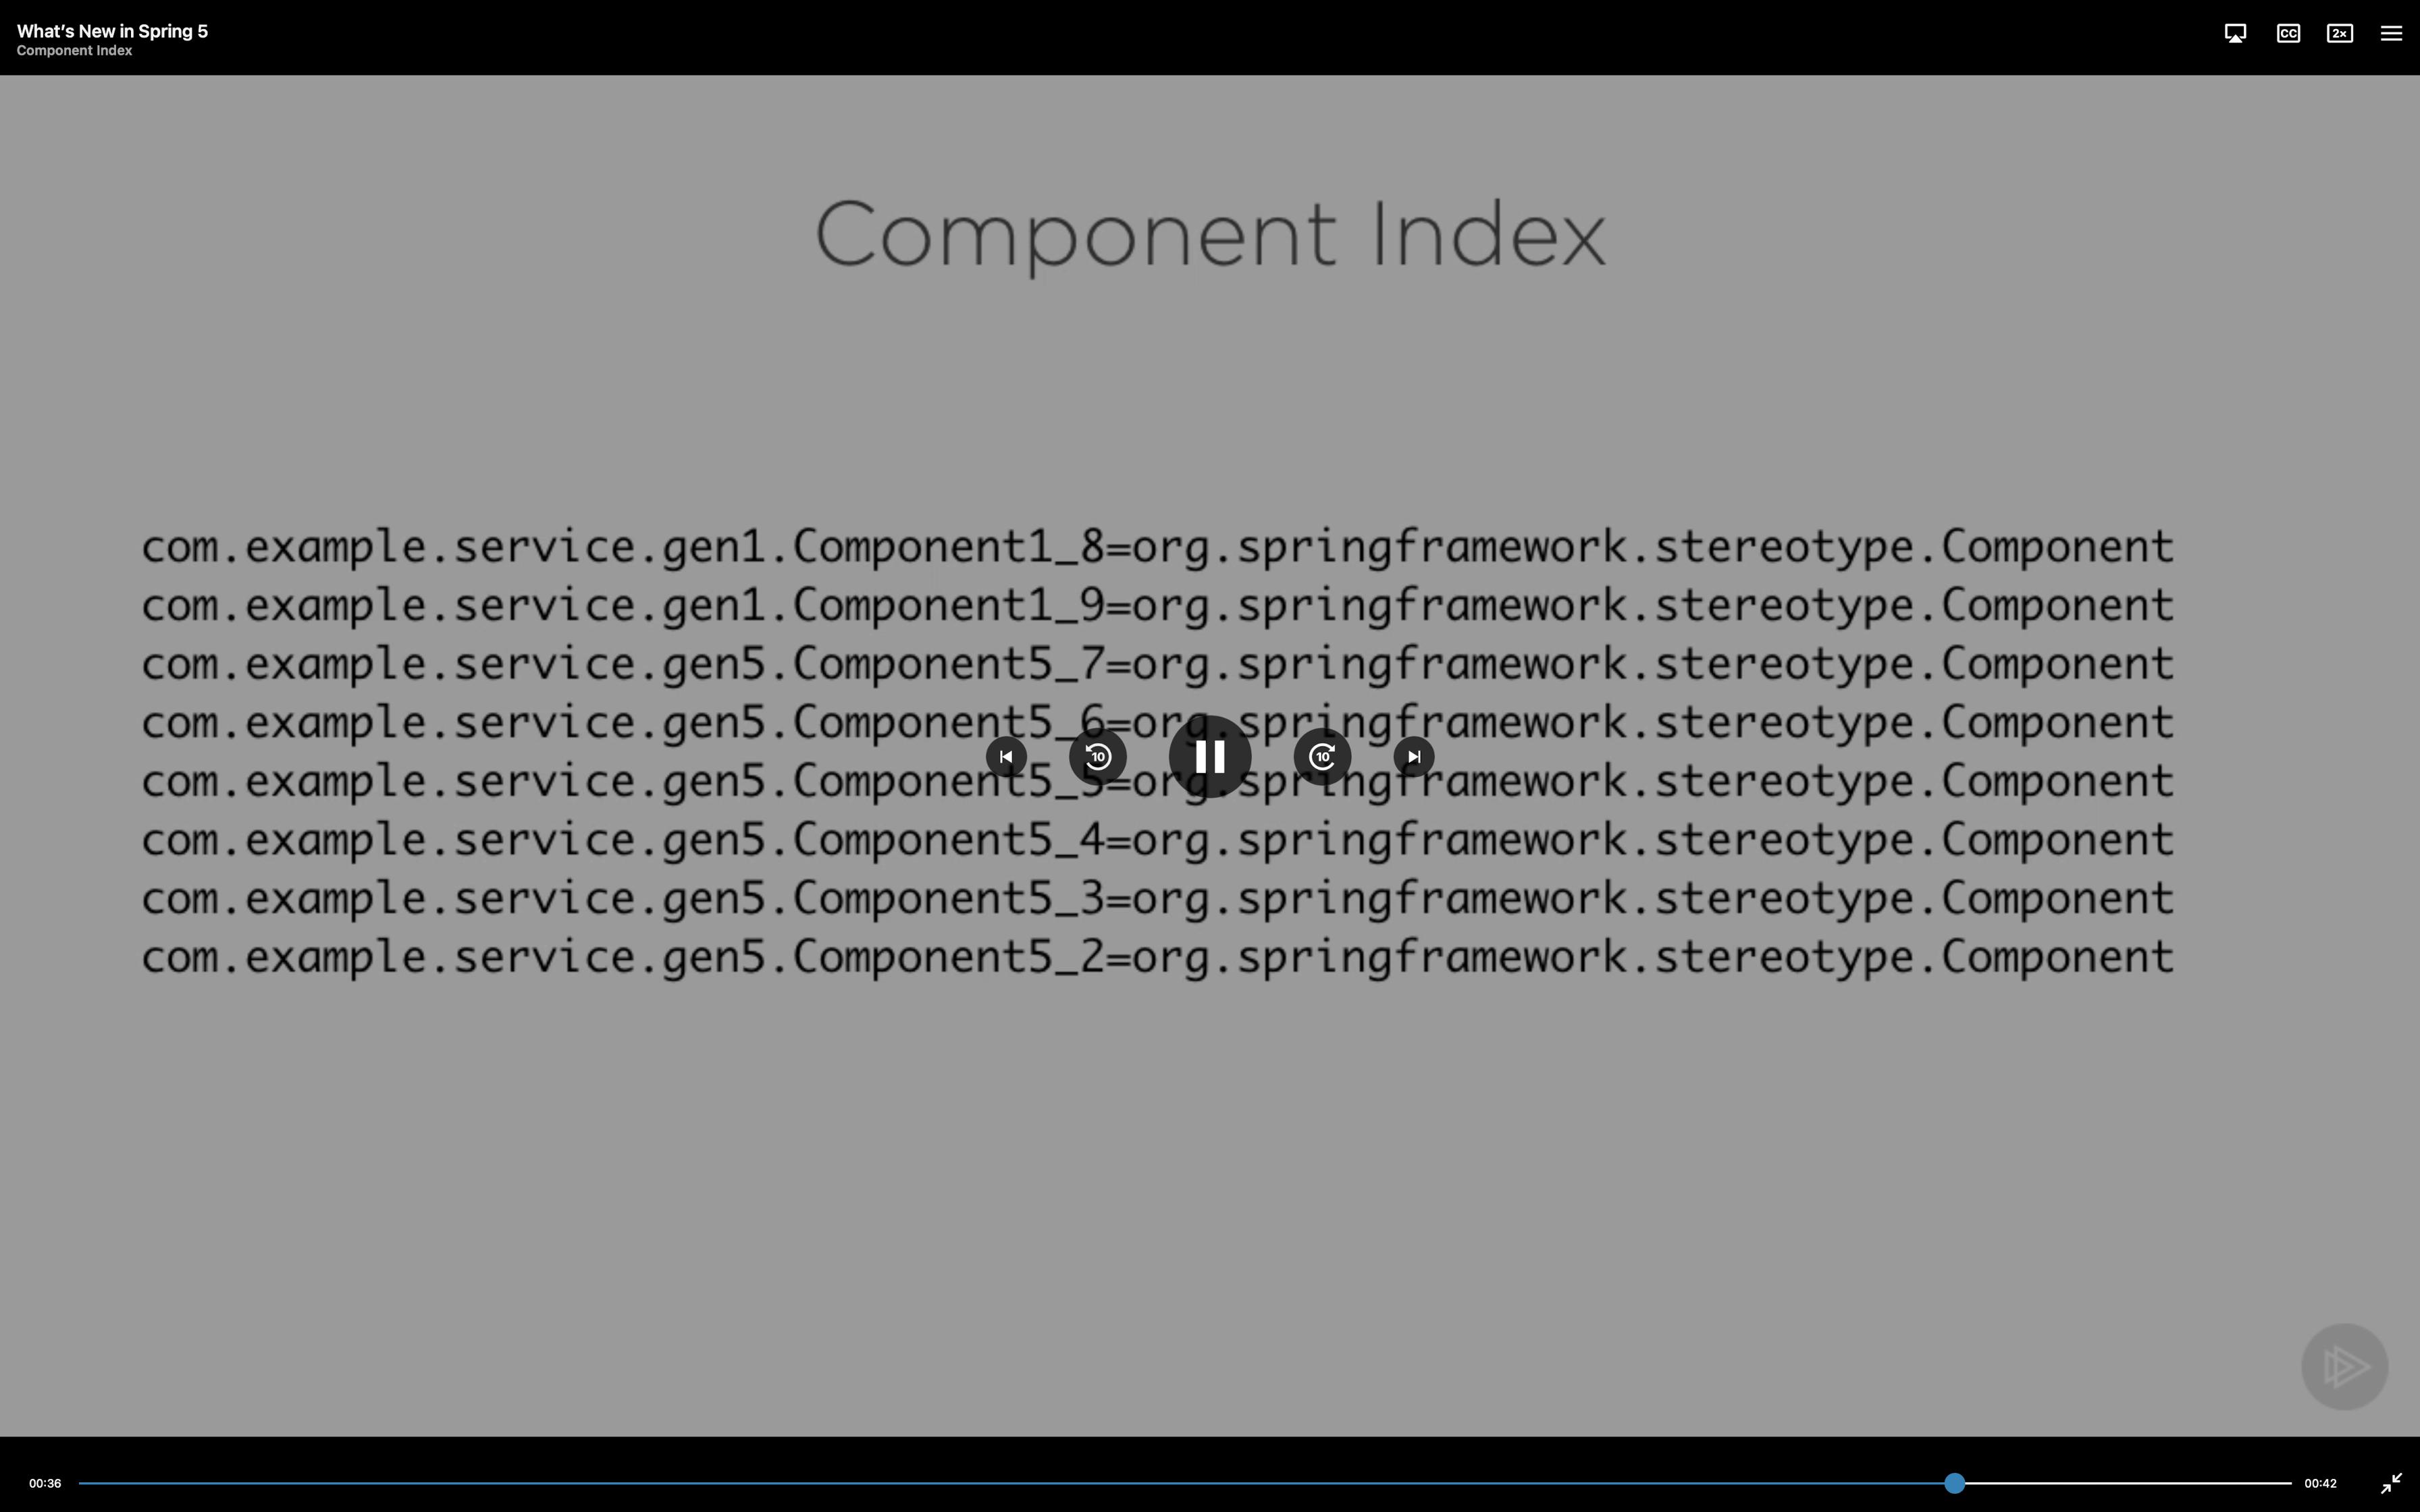 What's New in Spring 5
Component Index
CC
2×
Component Index
com.example.service.gen1.Component1_8=org.springframework.stereotype.Component
com.example.service.gen1.Component1_9=org.springframework.stereotype.Component
com.example.service.gen5.Component5_7=org.springframework.stereotype.Component
com.example.service.gen5.Component5_6=org.springframework.stereotype.Component
com.example.service.gen5.Component5_5=org.springframework.stereotype.Component
com.example.service.gen5.Component5_4=org.springframework.stereotype.Component
com.example.service.gen5.Component5_3=org.springframework.stereotype.Component
com.example.service.gen5.Component5_2=org.springframework.stereotype.Component
10
10
00:36
00:42